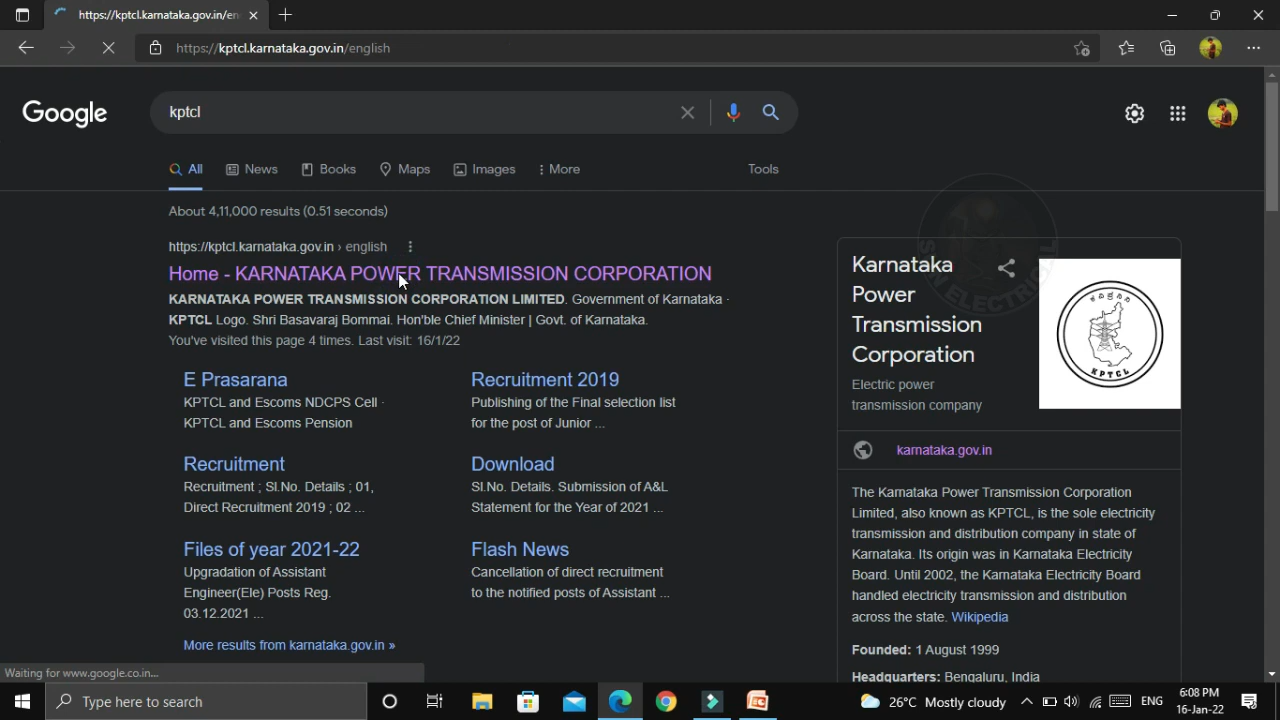 https://kptcl.karnataka.gov.in/en
https://kptcl.karnataka.gov.in/english
Google
kptcl
All
News
Books
Maps
Images
More
Tools
About 4,11,000 results (0.51 seconds)
https://kptcl.karnataka.gov.in › english
Home - KARNATAKA POWER TRANSMISSION CORPORATION
KARNATAKA POWER TRANSMISSION CORPORATION LIMITED. Government of Karnataka ·
KPTCL Logo. Shri Basavaraj Bommai. Hon'ble Chief Minister | Govt. of Karnataka.
You've visited this page 4 times. Last visit: 16/1/22
E Prasarana
KPTCL and Escoms NDCPS Cell ·
KPTCL and Escoms Pension
Recruitment 2019
Publishing of the Final selection list
for the post of Junior ...
Recruitment
Recruitment ; Sl.No. Details ; 01,
Direct Recruitment 2019 ; 02 ...
Download
Sl.No. Details. Submission of A&L
Statement for the Year of 2021 ...
Files of year 2021-22
Upgradation of Assistant
Engineer(Ele) Posts Reg.
03.12.2021 ...
Flash News
Cancellation of direct recruitment
to the notified posts of Assistant ...
More results from karnataka.gov.in »
Karnataka
Power
Transmission
Corporation
Electric power
transmission company
ಕವಿಪ್ರನಿನಿ
KPTCL
karnataka.gov.in
The Karnataka Power Transmission Corporation
Limited, also known as KPTCL, is the sole electricity
transmission and distribution company in state of
Karnataka. Its origin was in Karnataka Electricity
Board. Until 2002, the Karnataka Electricity Board
handled electricity transmission and distribution
across the state. Wikipedia
Founded: 1 August 1999
Headquarters: Bengaluru, India
Waiting for www.google.co.in...
Type here to search
26°C Mostly cloudy
ENG
6:08 PM
16-Jan-22